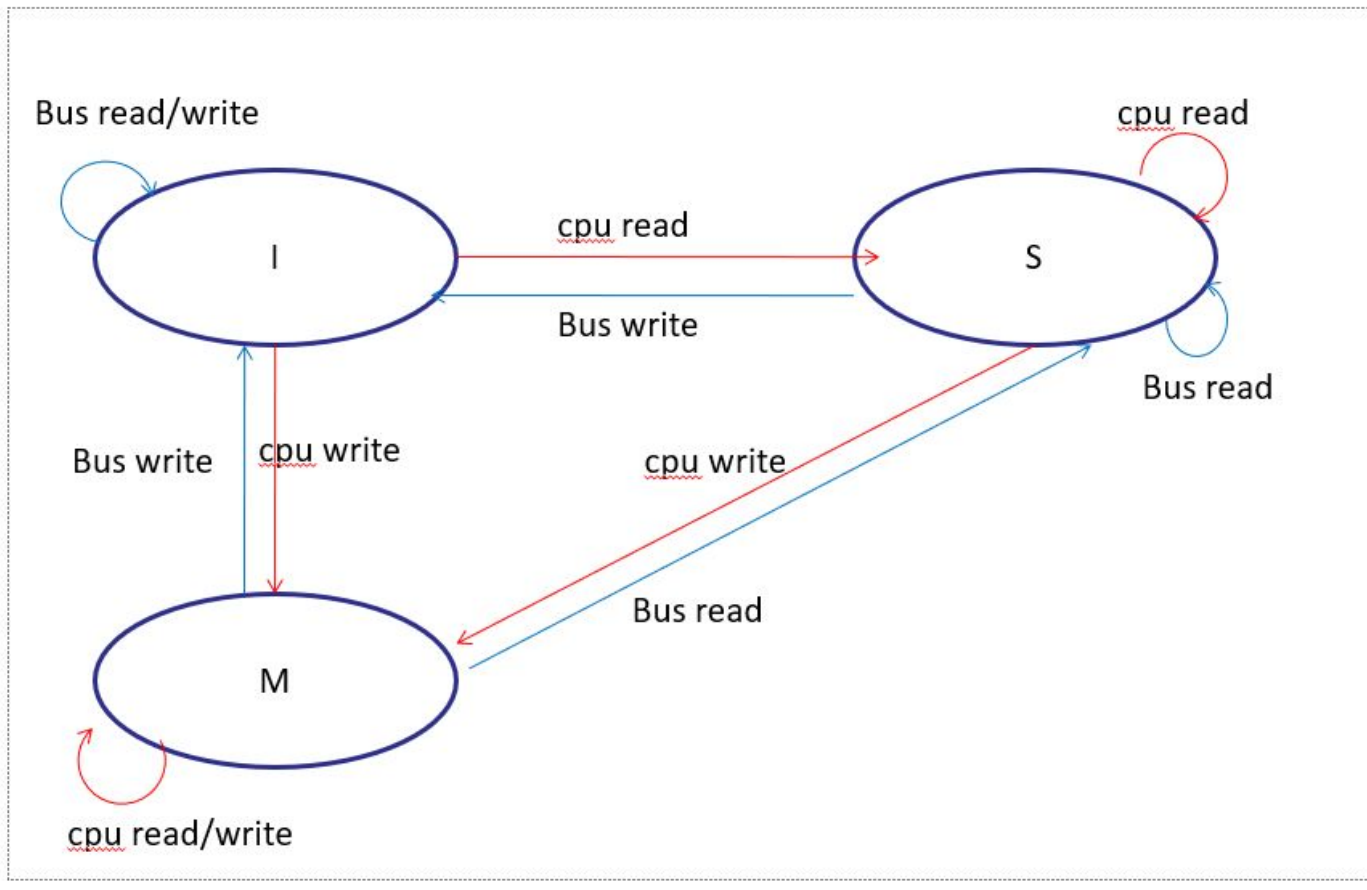 Bus read/write
cpu read
cpu read
I
S
Bus write
Bus read
Bus write
cpu write
cpu write
Bus read
M
cpu read/write